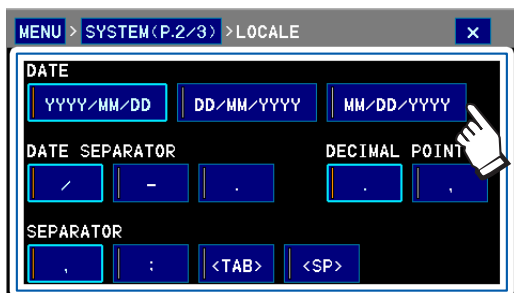 MENU > SYSTEM(P.2/3) >LOCALE ×
DATE
YYYY/MM/DD DD/MM/YYYY MM/DD/YYYY
DATE SEPARATOR DECIMAL POINT
/ - . . ,
SEPARATOR
, : <TAB> <SP>